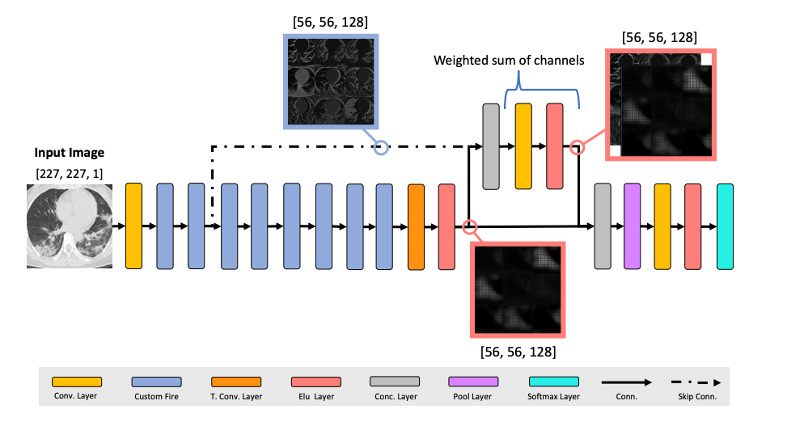 [56, 56, 128]
[56, 56, 128]
Weighted sum of channels
Input Image
[227, 227, 1]
[56, 56, 128]
Conv. Layer
Custom Fire
T. Conv. Layer
Elu Layer
Conc. Layer
Pool Layer
Softmax Layer
Conn.
Skip Conn.